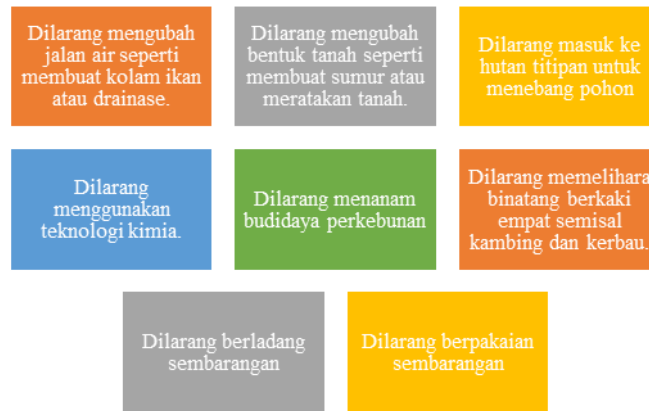 Dilarang mengubah
jalan air seperti
membuat kolam ikan
atau drainase.
Dilarang mengubah
bentuk tanah seperti
membuat sumur atau
meratakan tanah.
Dilarang masuk ke
hutan titipan untuk
menebang pohon
Dilarang
menggunakan
teknologi kimia.
Dilarang menanam
budidaya perkebunan
Dilarang memelihara
binatang berkaki
empat semisal
kambing dan kerbau.
Dilarang berladang
sembarangan
Dilarang berpakaian
sembarangan